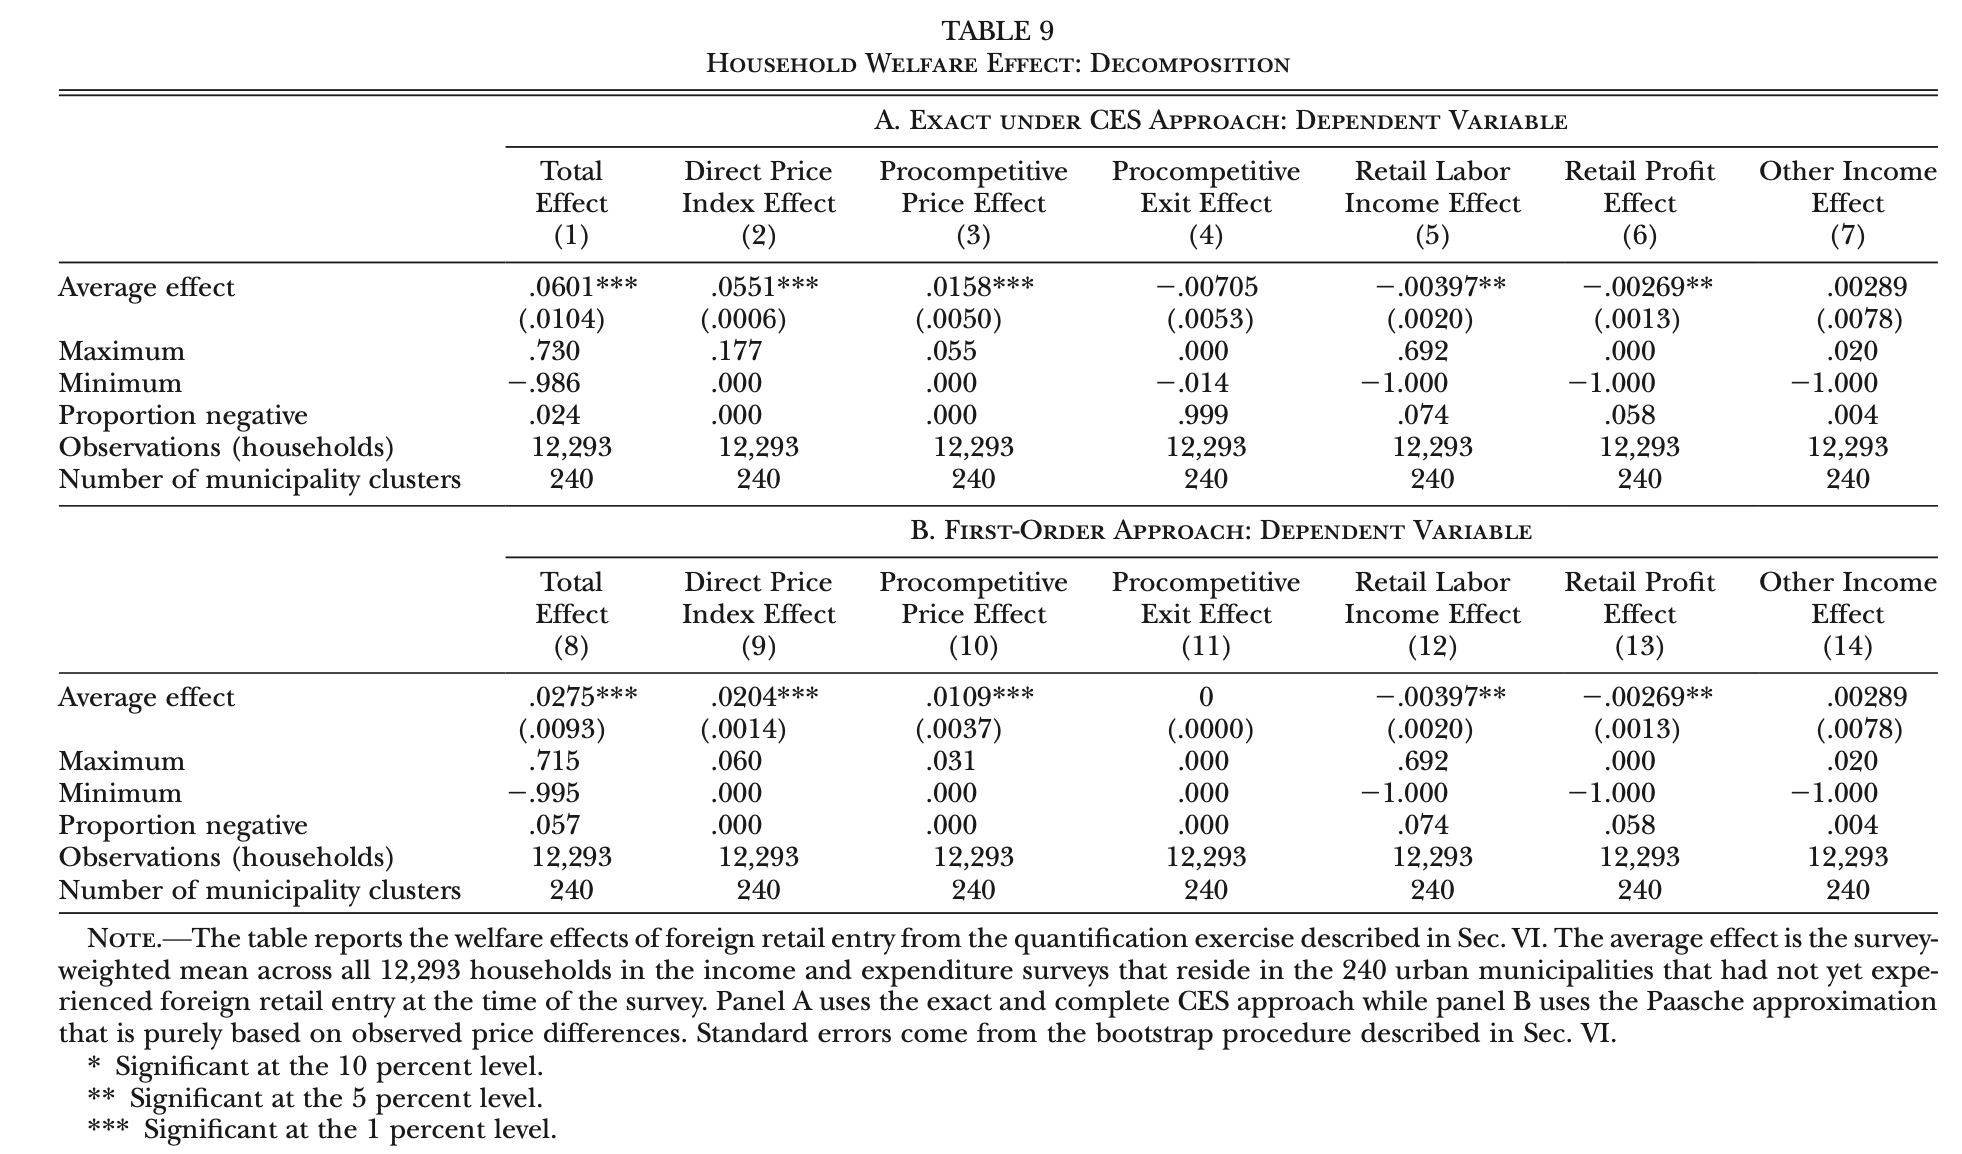 TABLE 9
Household Welfare Effect: Decomposition
A. Exact under CES Approach: Dependent Variable
Total Direct Price Procompetitive Procompetitive Retail Labor Retail Profit Other Income
Effect Index Effect Price Effect Exit Effect Income Effect Effect Effect
(1) (2) (3) (4) (5) (6) (7)
Average effect .0601*** .0551*** .0158*** −.00705 −.00397** −.00269** .00289
(.0104) (.0006) (.0050) (.0053) (.0020) (.0013) (.0078)
Maximum .730 .177 .055 .000 .692 .000 .020
Minimum −.986 .000 .000 −.014 −1.000 −1.000 −1.000
Proportion negative .024 .000 .000 .999 .074 .058 .004
Observations (households) 12,293 12,293 12,293 12,293 12,293 12,293 12,293
Number of municipality clusters 240 240 240 240 240 240 240
B. First-Order Approach: Dependent Variable
Total Direct Price Procompetitive Procompetitive Retail Labor Retail Profit Other Income
Effect Index Effect Price Effect Exit Effect Income Effect Effect Effect
(8) (9) (10) (11) (12) (13) (14)
Average effect .0275*** .0204*** .0109*** 0 −.00397** −.00269** .00289
(.0093) (.0014) (.0037) (.0000) (.0020) (.0013) (.0078)
Maximum .715 .060 .031 .000 .692 .000 .020
Minimum −.995 .000 .000 .000 −1.000 −1.000 −1.000
Proportion negative .057 .000 .000 .000 .074 .058 .004
Observations (households) 12,293 12,293 12,293 12,293 12,293 12,293 12,293
Number of municipality clusters 240 240 240 240 240 240 240
Note.—The table reports the welfare effects of foreign retail entry from the quantification exercise described in Sec. VI. The average effect is the survey-
weighted mean across all 12,293 households in the income and expenditure surveys that reside in the 240 urban municipalities that had not yet expe-
rienced foreign retail entry at the time of the survey. Panel A uses the exact and complete CES approach while panel B uses the Paasche approximation
that is purely based on observed price differences. Standard errors come from the bootstrap procedure described in Sec. VI.
* Significant at the 10 percent level.
** Significant at the 5 percent level.
*** Significant at the 1 percent level.